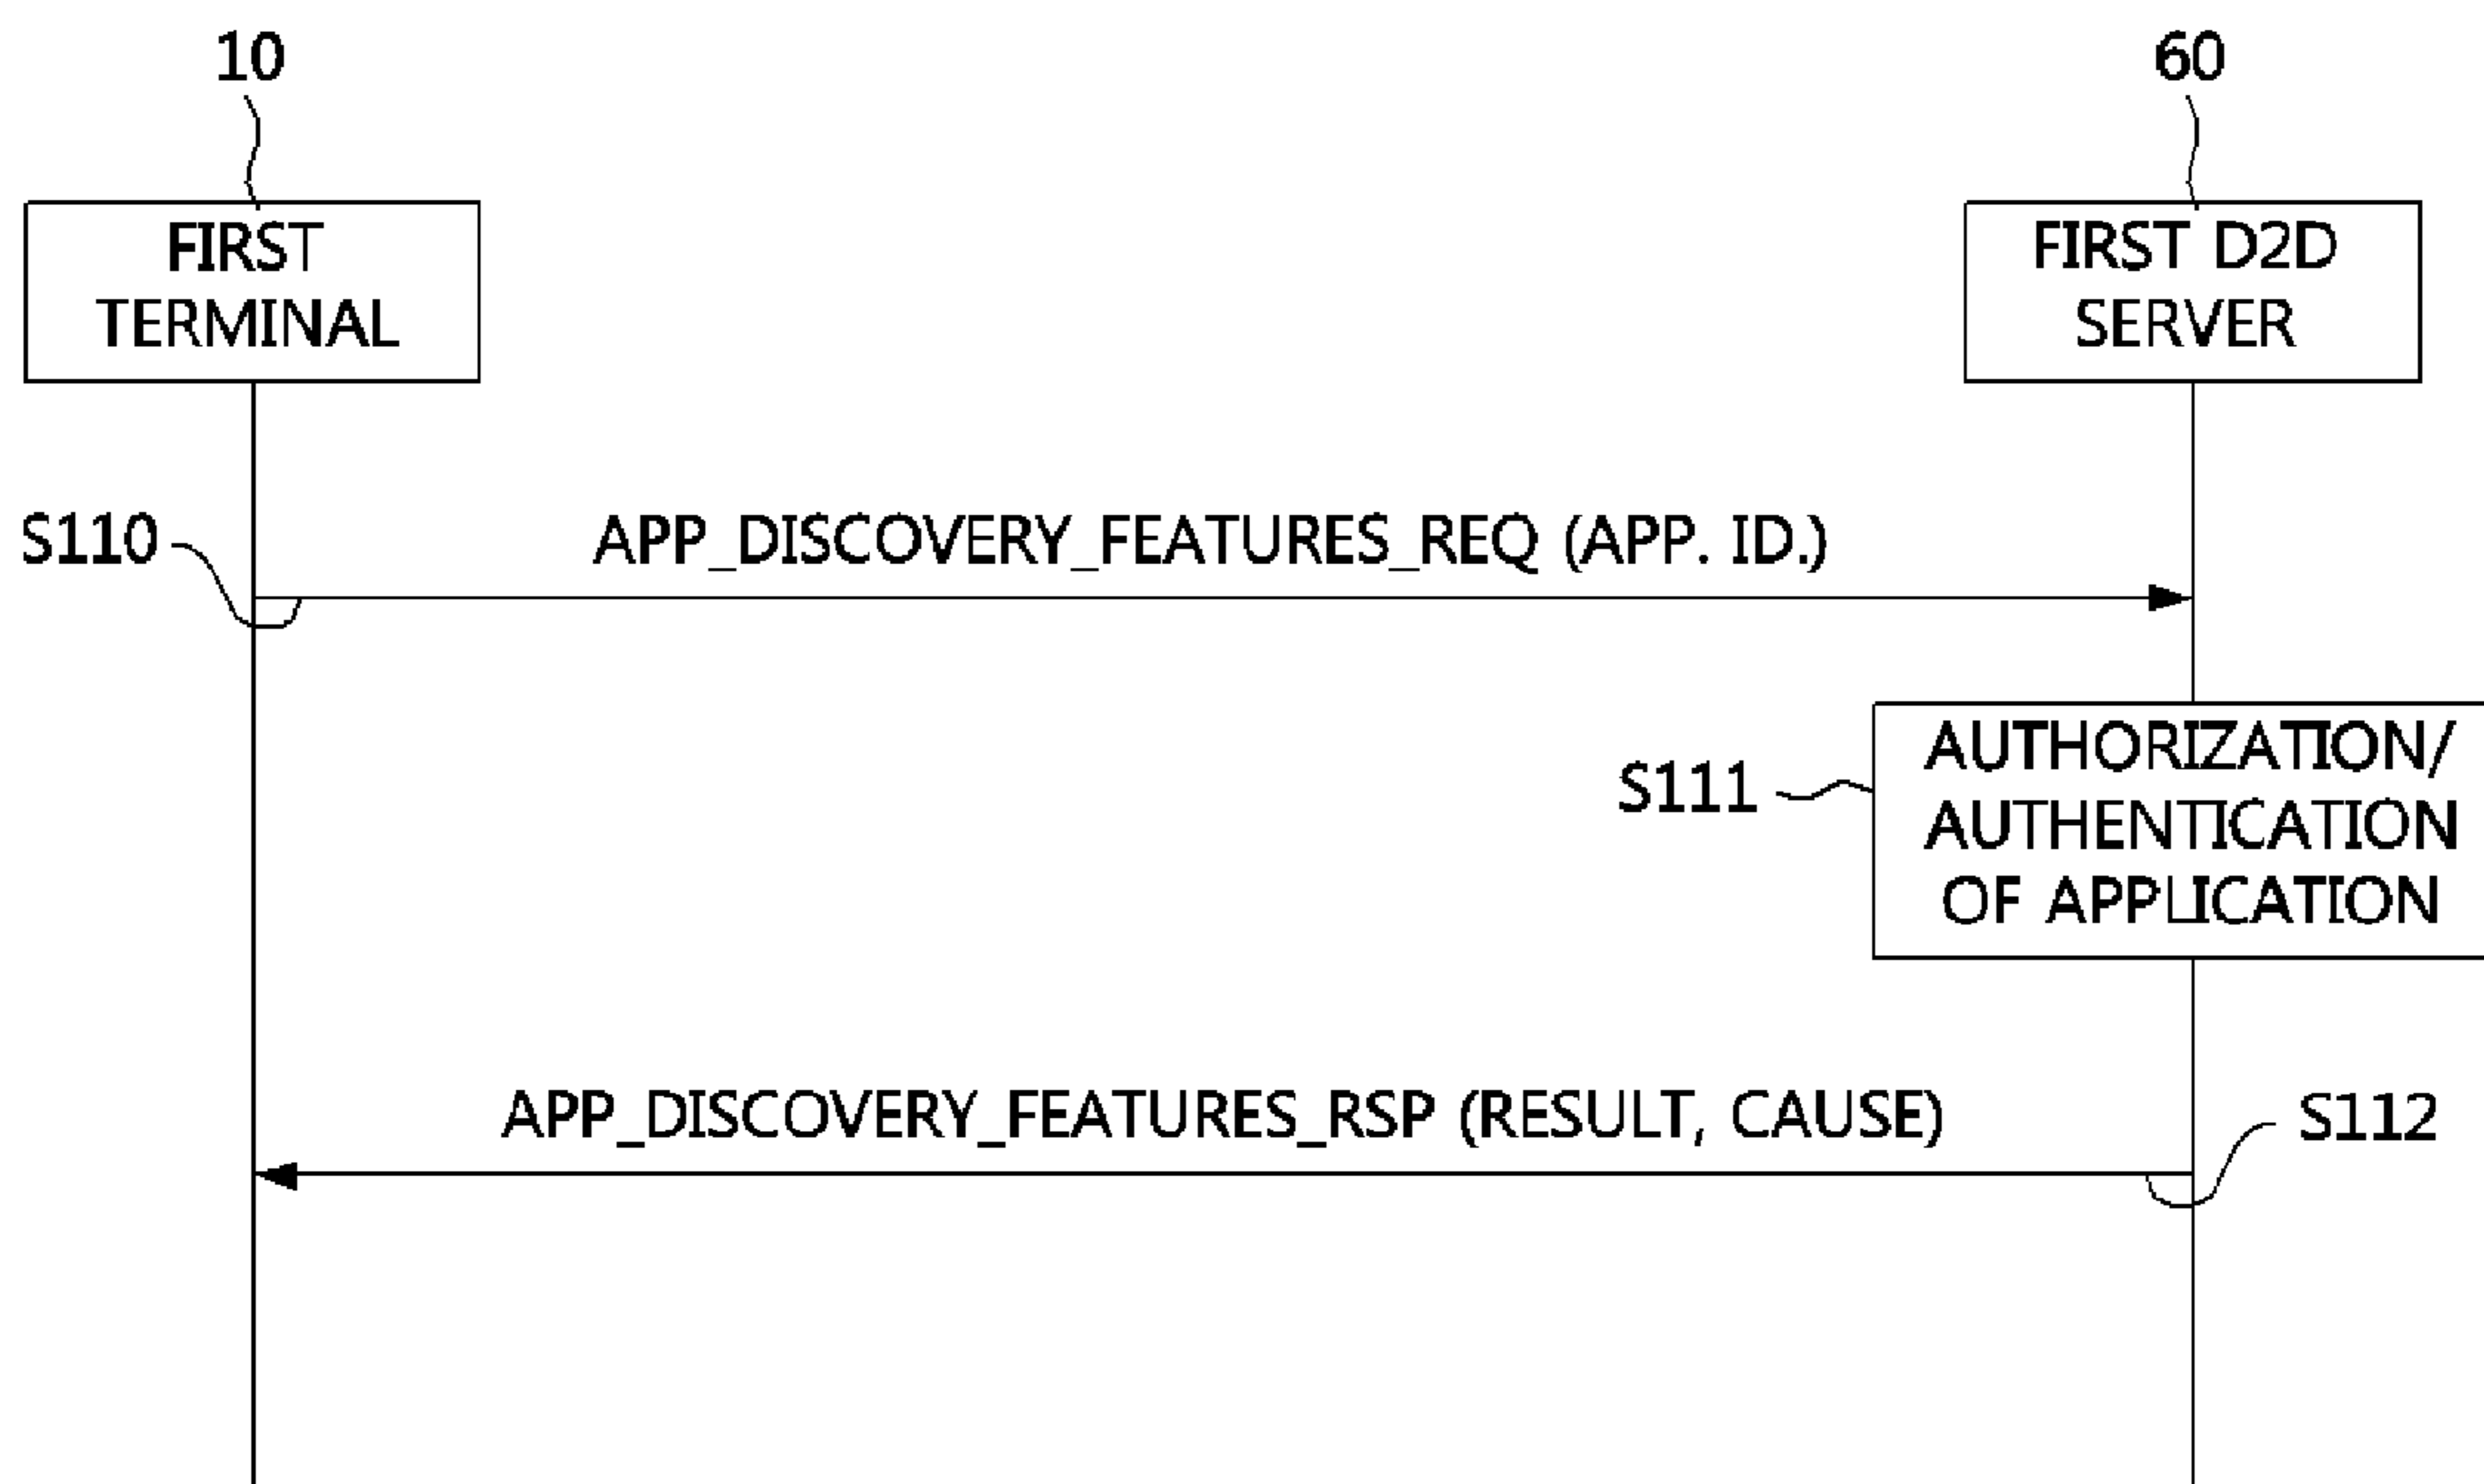 10
60
FIRST
TERMINAL
FIRST D2D
SERVER
S110
APP_DISCOVERY_FEATURES_REQ (APP. ID.)
S111
AUTHORIZATION/
AUTHENTICATION
OF APPLICATION
APP_DISCOVERY_FEATURES_RSP (RESULT, CAUSE)
S112